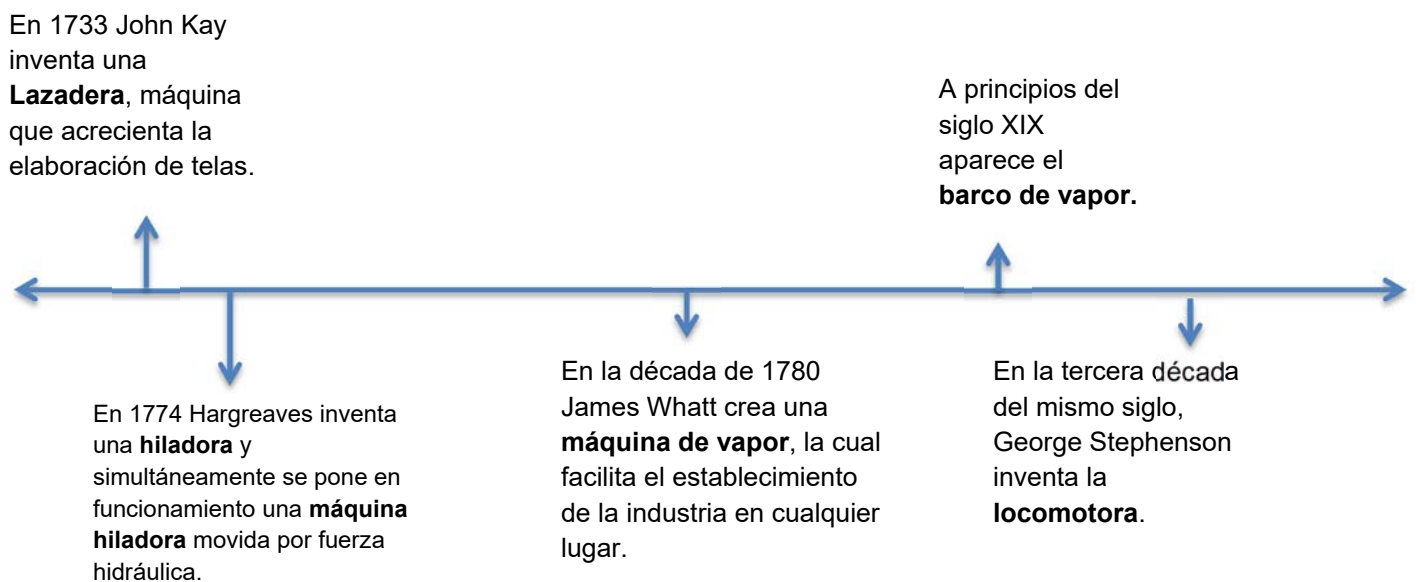 En 1733 John Kay
inventa una
Lazadera, máquina
que acrecienta la
elaboración de telas.
A principios del
siglo XIX
aparece el
barco de vapor.
En 1774 Hargreaves inventa
una hiladora y
simultáneamente se pone en
funcionamiento una máquina
hiladora movida por fuerza
hidráulica.
En la década de 1780
James Whatt crea una
máquina de vapor, la cual
facilita el establecimiento
de la industria en cualquier
lugar.
En la tercera década
del mismo siglo,
George Stephenson
inventa la
locomotora.